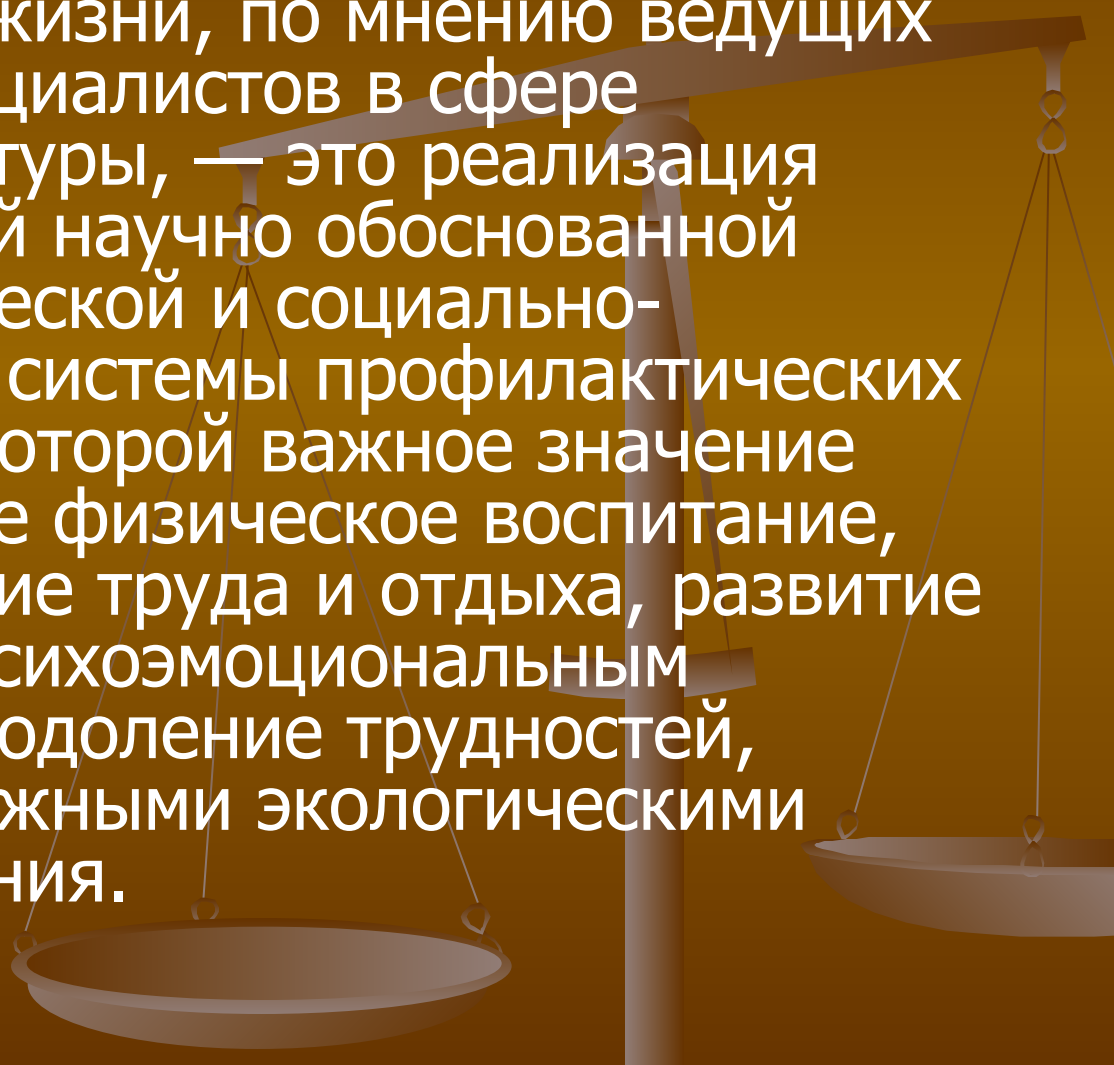 жизни, по мнению ведущих
циалистов в сфере
туры, — это реализация
й научно обоснованной
еской и социально-
системы профилактических
оторой важное значение
е физическое воспитание,
ие труда и отдыха, развитие
сихоэмоциональным
одоление трудностей,
жными экологическими
ния.